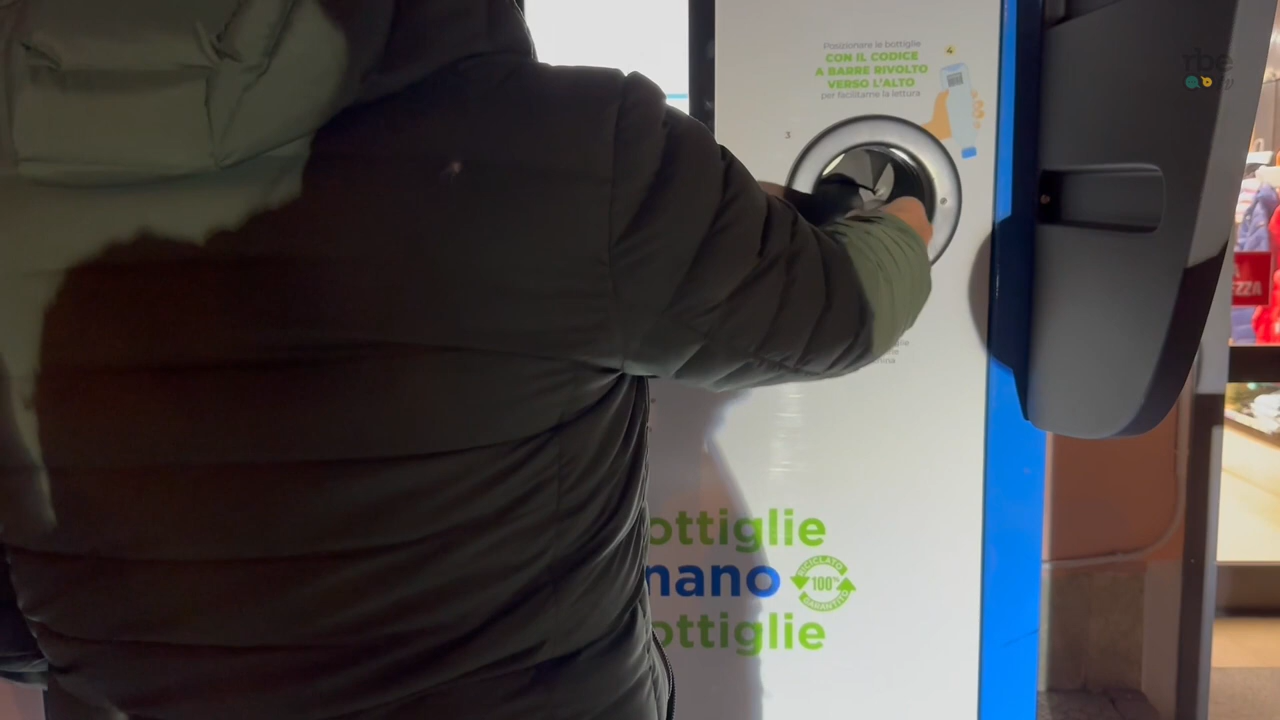 Posizionare le bottiglie
CON IL CODICE
A BARRE RIVOLTO
VERSO L'ALTO
per facilitarne la lettura
4
3
rbe
tv
EZZA
ottiglie
nano
RICICLATO
100%
GARANTITO
ottiglie